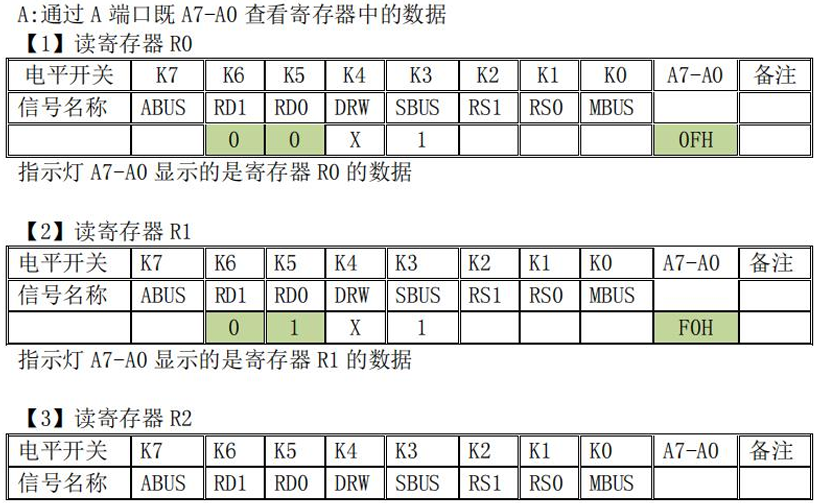 A:通过 A 端口既 A7-A0 查看寄存器中的数据
【1】读寄存器 R0
电平开关 K7 K6 K5 K4 K3 K2 K1 K0 A7-A0 备注
信号名称 ABUS RD1 RD0 DRW SBUS RS1 RS0 MBUS
0 0 X 1 0FH
指示灯 A7-A0 显示的是寄存器 R0 的数据
【2】读寄存器 R1
电平开关 K7 K6 K5 K4 K3 K2 K1 K0 A7-A0 备注
信号名称 ABUS RD1 RD0 DRW SBUS RS1 RS0 MBUS
0 1 X 1 F0H
指示灯 A7-A0 显示的是寄存器 R1 的数据
【3】读寄存器 R2
电平开关 K7 K6 K5 K4 K3 K2 K1 K0 A7-A0 备注
信号名称 ABUS RD1 RD0 DRW SBUS RS1 RS0 MBUS